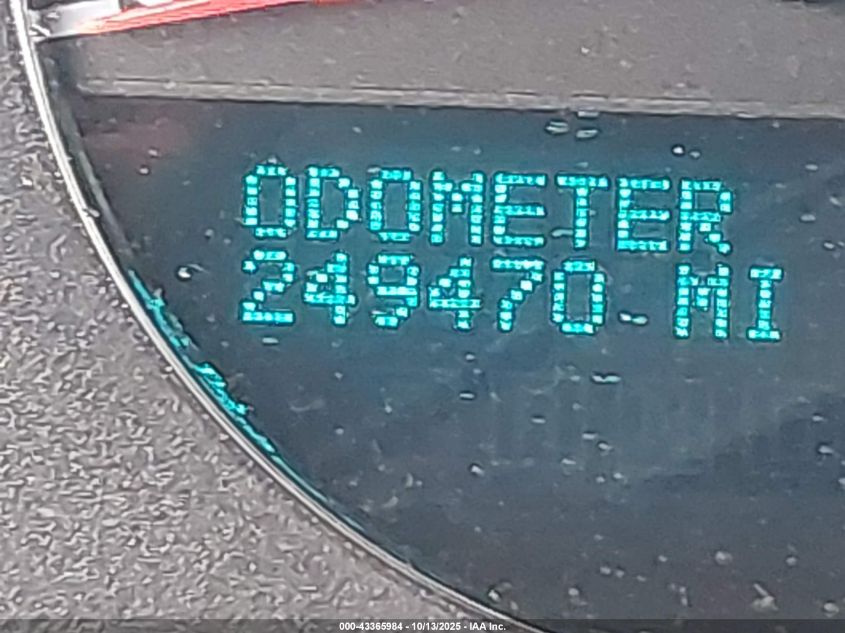 ODOMETER
249470 MI
000-43365984 - 10/13/2025 - IAA Inc.